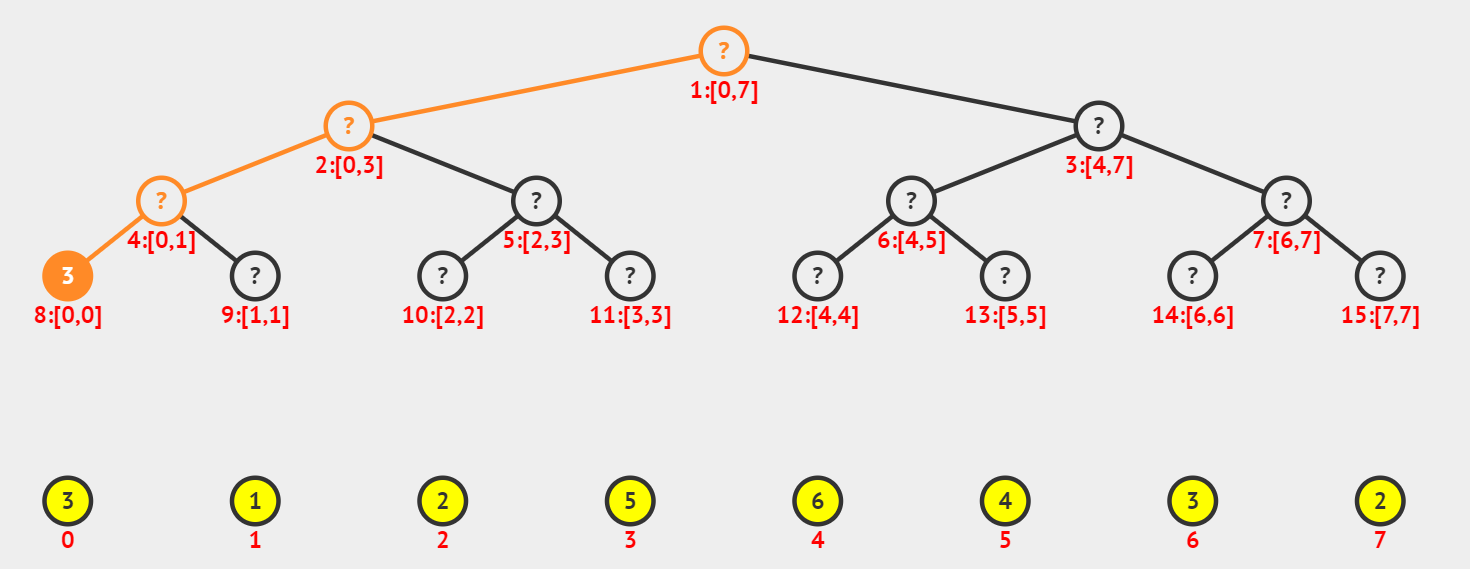 ?
1:[0,7]
? ?
2:[0,3] 3:[4,7]
? ? ? ?
4:[0,1] 5:[2,3] 6:[4,5] 7:[6,7]
3 ? ? ? ? ? ? ?
8:[0,0] 9:[1,1] 10:[2,2] 11:[3,3] 12:[4,4] 13:[5,5] 14:[6,6] 15:[7,7]
3 1 2 5 6 4 3 2
0 1 2 3 4 5 6 7